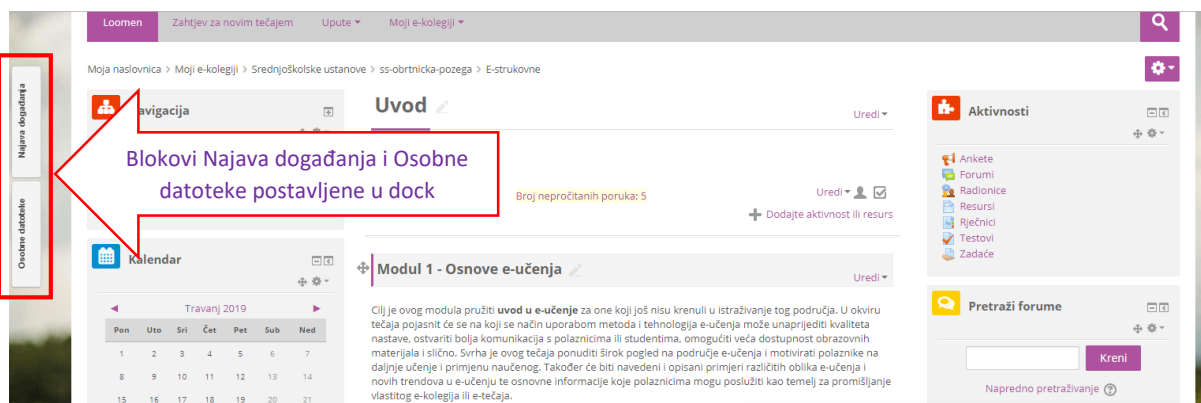 Loomen Zahtjev za novim tečajem Upute Moji e-kolegiji
Moja naslovnica > Moji e-kolegiji > Srednjoškolske ustanove > ss-obrtnicka-pozega > E-strukovne
Najava događanja
Osobne datoteke
avigacija
Blokovi Najava događanja i Osobne
datoteke postavljene u dock
Kalendar
Travanj 2019
Pon Uto Sri Čet Pet Sub Ned
1 2 3 4 5 6 7
8 9 10 11 12 13 14
15 16 17 18 19 20 21
Uvod
Uredi
Broj nepročitanih poruka: 5
Uredi
Dodajte aktivnost ili resurs
Modul 1 - Osnove e-učenja
Uredi
Cilj je ovog modula pružiti uvod u e-učenje za one koji još nisu krenuli u istraživanje tog područja. U okviru
tečaja pojasnit će se na koji se način uporabom metoda i tehnologija e-učenja može unaprijediti kvaliteta
nastave, ostvariti bolja komunikacija s polaznicima ili studentima, omogućiti veća dostupnost obrazovnih
materijala i slično. Svrha je ovog tečaja ponuditi širok pogled na područje e-učenja i motivirati polaznike na
daljnje učenje i primjenu naučenog. Također će biti navedeni i opisani primjeri različitih oblika e-učenja i
novih trendova u e-učenju te osnovne informacije koje polaznicima mogu poslužiti kao temelj za promišljanje
vlastitog e-kolegija ili e-tečaja.
Aktivnosti
Ankete
Forumi
Radionice
Resursi
Rječnici
Testovi
Zadaće
Pretraži forume
Kreni
Napredno pretraživanje